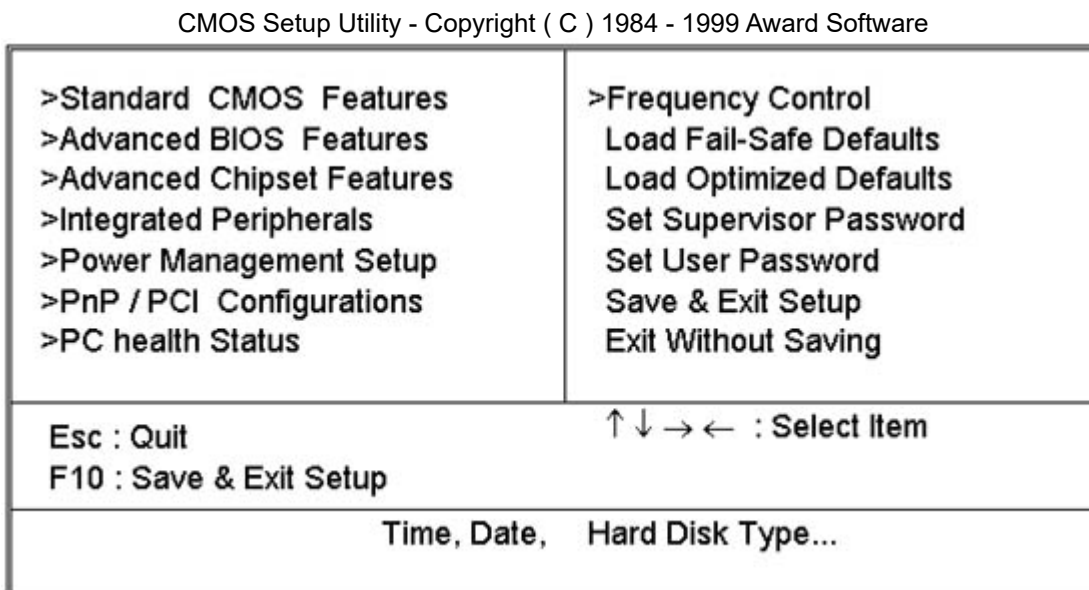 CMOS Setup Utility - Copyright ( C ) 1984 - 1999 Award Software
>Standard CMOS Features
>Advanced BIOS Features
>Advanced Chipset Features
>Integrated Peripherals
>Power Management Setup
>PnP / PCI Configurations
>PC health Status
>Frequency Control
Load Fail-Safe Defaults
Load Optimized Defaults
Set Supervisor Password
Set User Password
Save & Exit Setup
Exit Without Saving
Esc : Quit
F10 : Save & Exit Setup
↑ ↓ → ← : Select Item
Time, Date, Hard Disk Type...